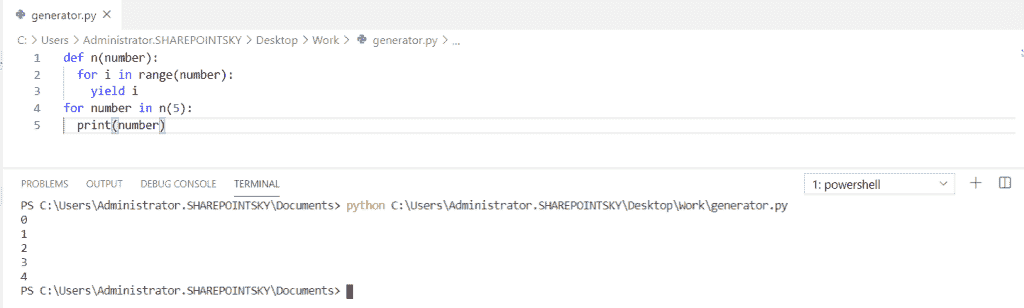 generator.py
C: > Users > Administrator.SHAREPOINTSKY > Desktop > Work > generator.py > ...
1 def n(number):
2 for i in range(number):
3 yield i
4 for number in n(5):
5 print(number)
PROBLEMS OUTPUT DEBUG CONSOLE TERMINAL 1: powershell
PS C:\Users\Administrator.SHAREPOINTSKY\Documents> python C:\Users\Administrator.SHAREPOINTSKY\Desktop\Work\generator.py
0
1
2
3
4
PS C:\Users\Administrator.SHAREPOINTSKY\Documents>